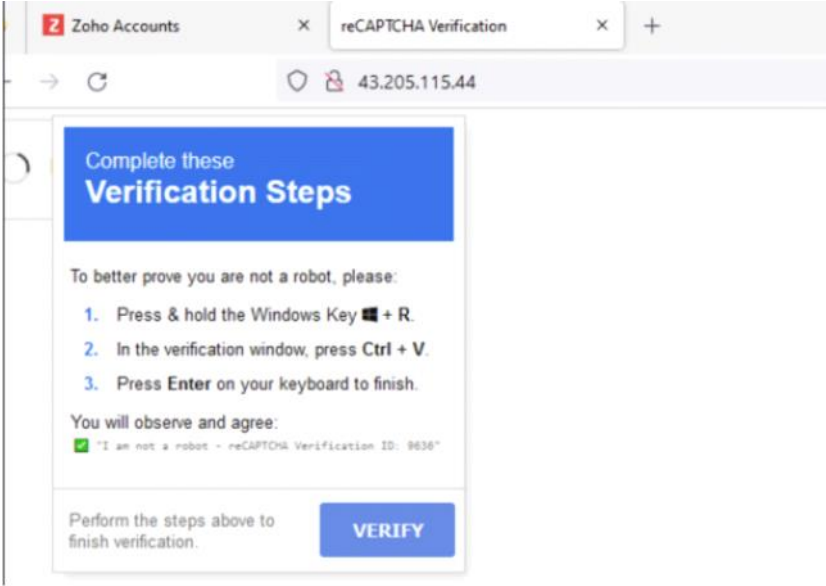 Zoho Accounts
reCAPTCHA Verification
43.205.115.44
Complete these
Verification Steps
To better prove you are not a robot, please:
1. Press & hold the Windows Key + R.
2. In the verification window, press Ctrl + V.
3. Press Enter on your keyboard to finish.
You will observe and agree:
✅ "I am not a robot - reCAPTCHA Verification ID: 9636"
Perform the steps above to
finish verification.
VERIFY